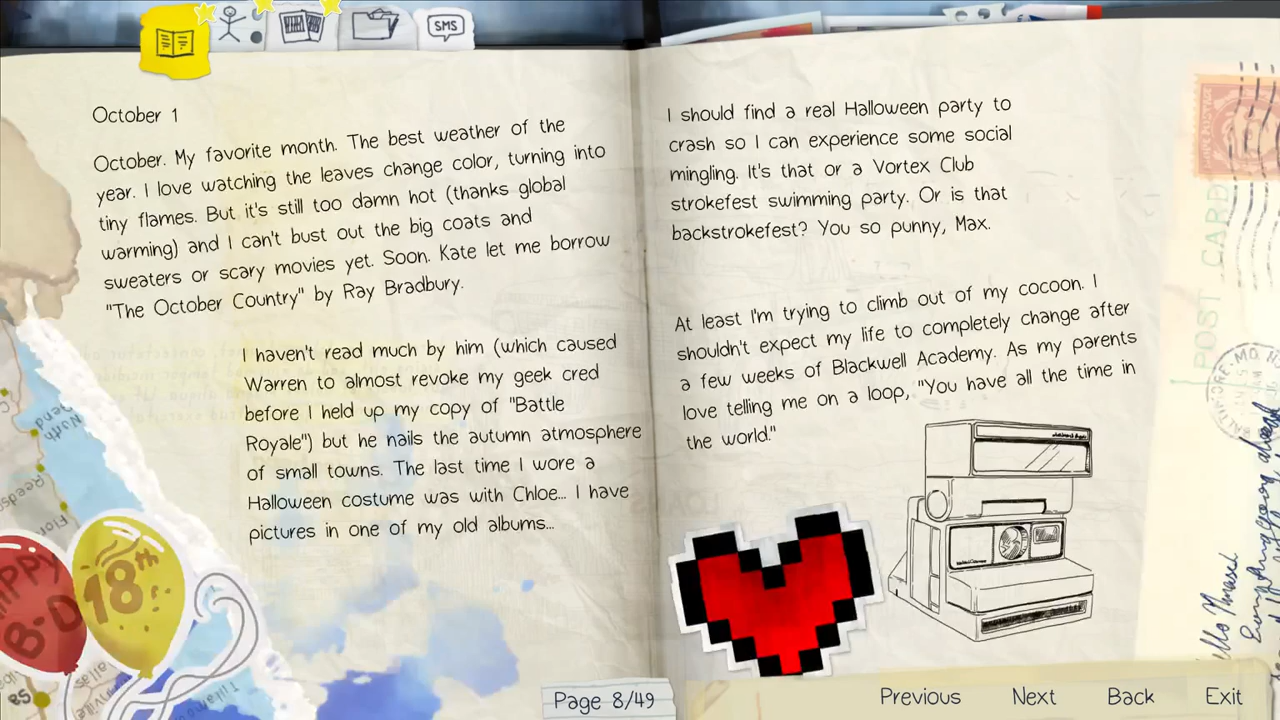 SMS
October 1
October. My favorite month. The best weather of the
year. I love watching the leaves change color, turning into
tiny flames. But it's still too damn hot (thanks global
warming) and I can't bust out the big coats and
sweaters or scary movies yet. Soon. Kate let me borrow
"The October Country" by Ray Bradbury.
I haven't read much by him (which caused
Warren to almost revoke my geek cred
before I held up my copy of "Battle
Royale") but he nails the autumn atmosphere
of small towns. The last time I wore a
Halloween costume was with Chloe... I have
pictures in one of my old albums...
I should find a real Halloween party to
crash so I can experience some social
mingling. It's that or a Vortex Club
strokefest swimming party. Or is that
backstrokefest? You so punny, Max.
At least I'm trying to climb out of my cocoon. I
shouldn't expect my life to completely change after
a few weeks of Blackwell Academy. As my parents
love telling me on a loop, "You have all the time in
the world."
18th
B-D
POST CARD
North
Bend
Page 8/49
Previous
Next
Back
Exit